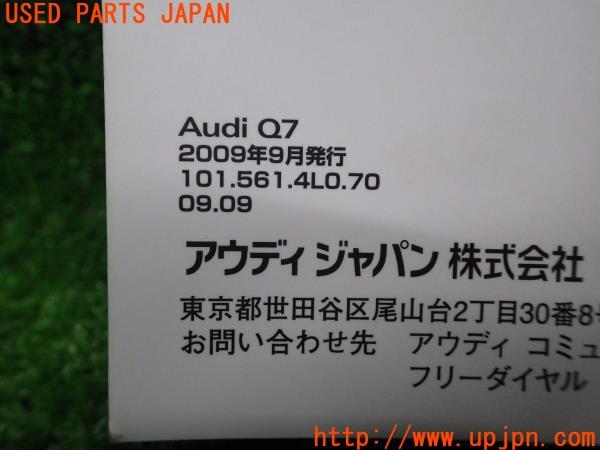 USED PARTS JAPAN
Audi Q7
2009年9月発行
101.561.4L0.70
09.09
アウディ ジャパン 株式会社
東京都世田谷区尾山台2丁目30番8号
お問い合わせ先 アウディ コミュ
フリーダイヤル
http://www.upjpn.com